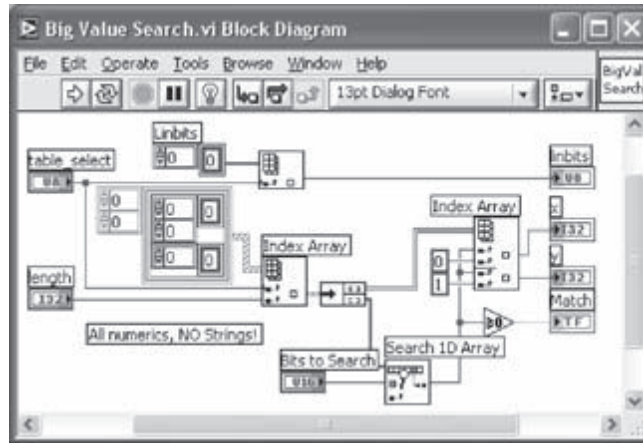 Big Value Search.vi Block Diagram
File Edit Operate Tools Browse Window Help
BigVal
Search
13pt Dialog Font
Linbits
0 0
table_select
U8
linbits
U8
0
0
0 0
0
0 0
Index Array
Index Array
x
I32
y
I32
0
1
length
I32
Match
TF
≥0
All numerics, NO Strings!
Bits to Search
U16
Search 1D Array